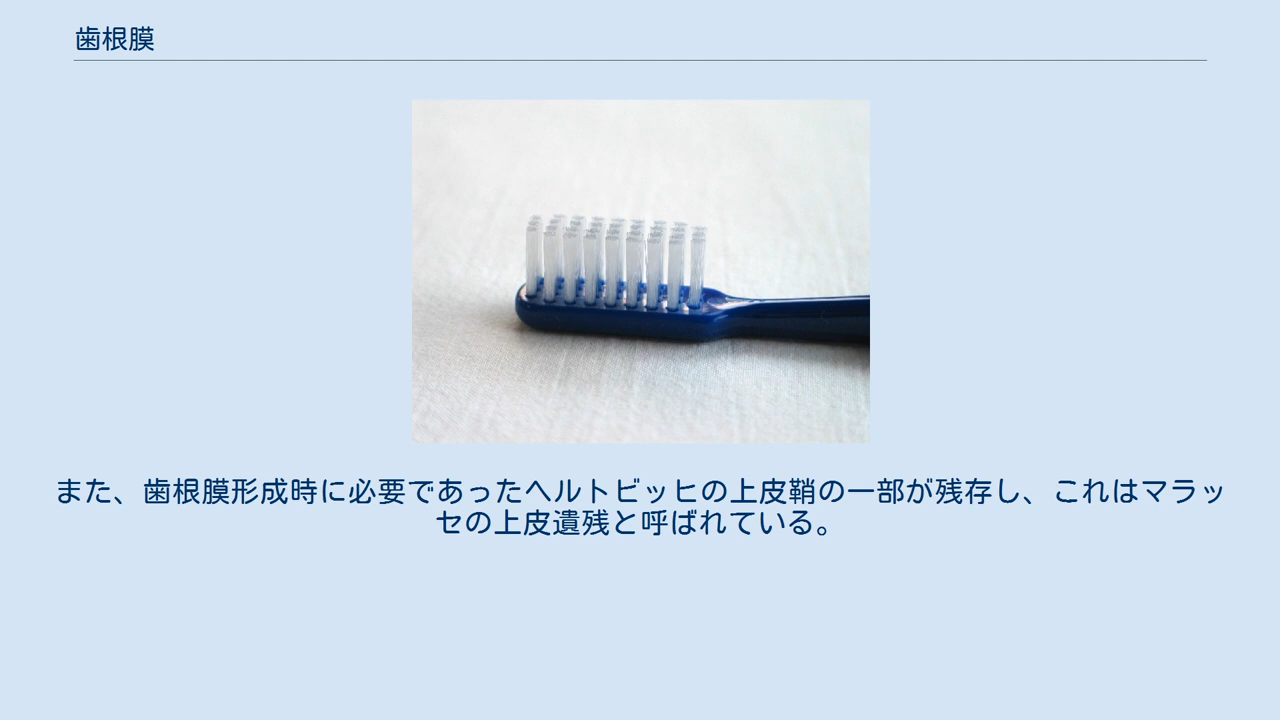 歯根膜
また、歯根膜形成時に必要であったヘルトビッヒの上皮鞘の一部が残存し、これはマラッ
セの上皮遺残と呼ばれている。